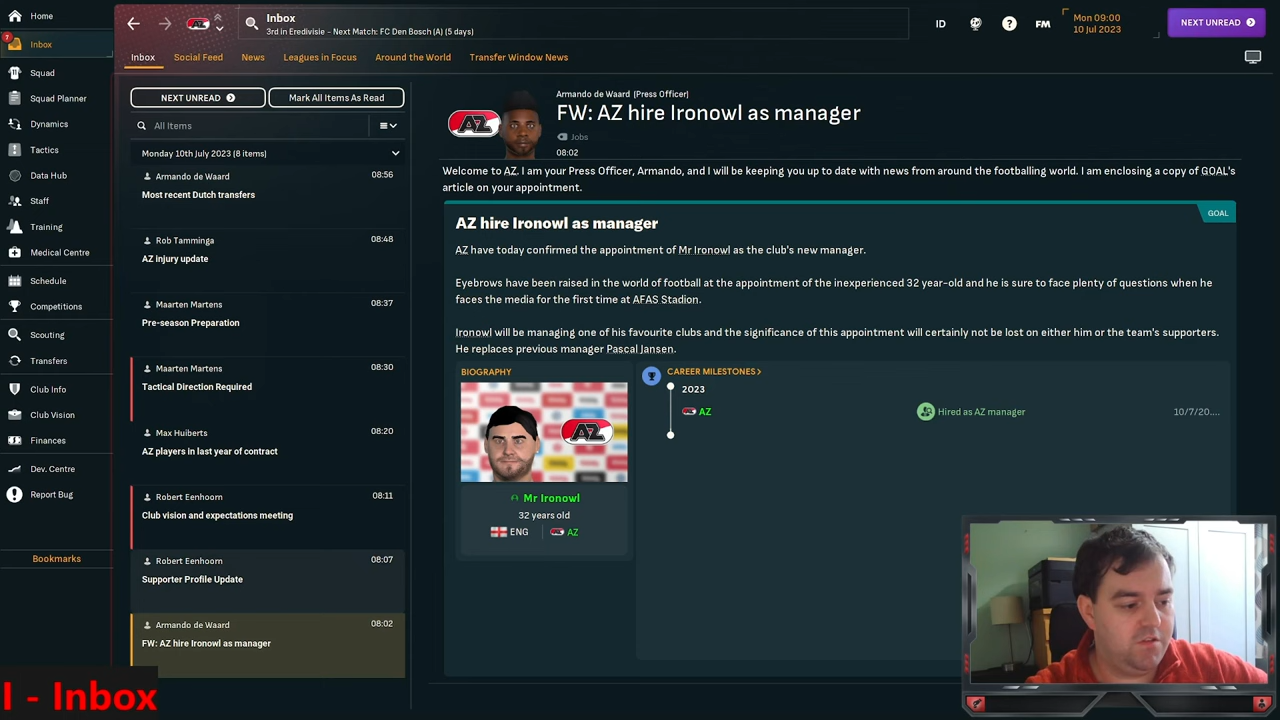 Home
7
Inbox
Squad
Squad Planner
Dynamics
Tactics
Data Hub
Staff
Training
Medical Centre
Schedule
Competitions
Scouting
Transfers
Club Info
Club Vision
Finances
Dev. Centre
Report Bug
Bookmarks
I - Inbox
AZ
Inbox
3rd in Eredivisie - Next Match: FC Den Bosch (A) (5 days)
ID
?
FM
Mon 09:00
10 Jul 2023
NEXT UNREAD
Inbox
Social Feed
News
Leagues in Focus
Around the World
Transfer Window News
NEXT UNREAD
Mark All Items As Read
All Items
Monday 10th July 2023 (8 items)
Armando de Waard 08:56
Most recent Dutch transfers
Rob Tamminga 08:48
AZ injury update
Maarten Martens 08:37
Pre-season Preparation
Maarten Martens 08:30
Tactical Direction Required
Max Huiberts 08:20
AZ players in last year of contract
Robert Eenhoorn 08:11
Club vision and expectations meeting
Robert Eenhoorn 08:07
Supporter Profile Update
Armando de Waard 08:02
FW: AZ hire Ironowl as manager
AZ
Armando de Waard (Press Officer)
FW: AZ hire Ironowl as manager
Jobs
08:02
Welcome to AZ. I am your Press Officer, Armando, and I will be keeping you up to date with news from around the footballing world. I am enclosing a copy of GOAL's
article on your appointment.
GOAL
AZ hire Ironowl as manager
AZ have today confirmed the appointment of Mr Ironowl as the club's new manager.
Eyebrows have been raised in the world of football at the appointment of the inexperienced 32 year-old and he is sure to face plenty of questions when he
faces the media for the first time at AFAS Stadion.
Ironowl will be managing one of his favourite clubs and the significance of this appointment will certainly not be lost on either him or the team's supporters.
He replaces previous manager Pascal Jansen.
BIOGRAPHY
AZ
Mr Ironowl
32 years old
ENG
AZ
CAREER MILESTONES >
2023
AZ
Hired as AZ manager
10/7/20....